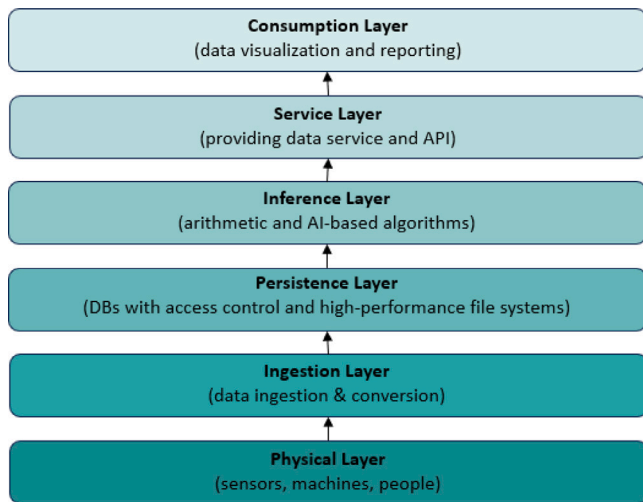 Consumption Layer
(data visualization and reporting)
Service Layer
(providing data service and API)
Inference Layer
(arithmetic and AI-based algorithms)
Persistence Layer
(DBs with access control and high-performance file systems)
Ingestion Layer
(data ingestion & conversion)
Physical Layer
(sensors, machines, people)